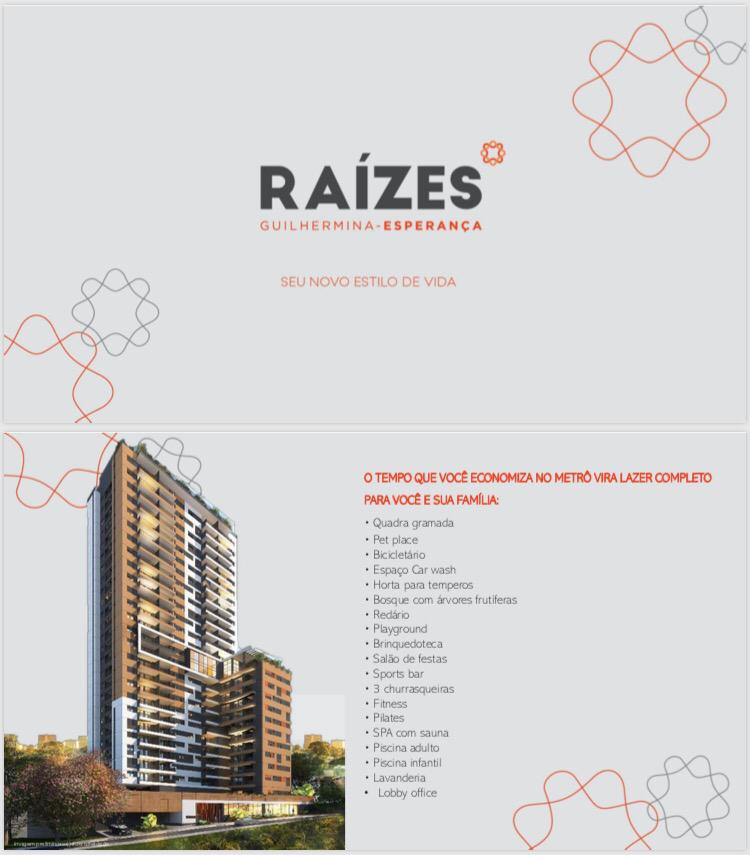 RAÍZES
GUILHERMINA-ESPERANÇA
SEU NOVO ESTILO DE VIDA
O TEMPO QUE VOCÊ ECONOMIZA NO METRÔ VIRA LAZER COMPLETO
PARA VOCÊ E SUA FAMÍLIA:
• Quadra gramada
• Pet place
• Bicicletário
• Espaço Car wash
• Horta para temperos
• Bosque com árvores frutíferas
• Redário
• Playground
• Brinquedoteca
• Salão de festas
• Sports bar
• 3 churrasqueiras
• Fitness
• Pilates
• SPA com sauna
• Piscina adulto
• Piscina infantil
• Lavanderia
• Lobby office